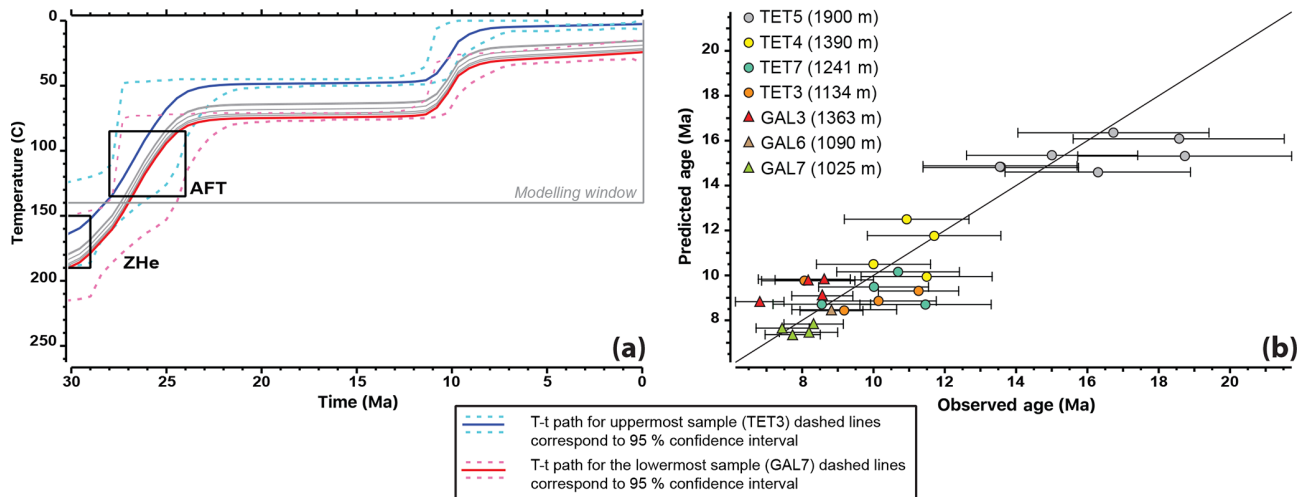 0
50
100
150
200
250
Temperature (C)
AFT
ZHe
Modelling window
(a)
30
25
20
15
10
5
0
Time (Ma)
TET5 (1900 m)
TET4 (1390 m)
TET7 (1241 m)
TET3 (1134 m)
GAL3 (1363 m)
GAL6 (1090 m)
GAL7 (1025 m)
20
18
16
14
12
10
8
Predicted age (Ma)
(b)
8
10
12
14
16
18
20
Observed age (Ma)
T-t path for uppermost sample (TET3) dashed lines
correspond to 95 % confidence interval
T-t path for the lowermost sample (GAL7) dashed lines
correspond to 95 % confidence interval